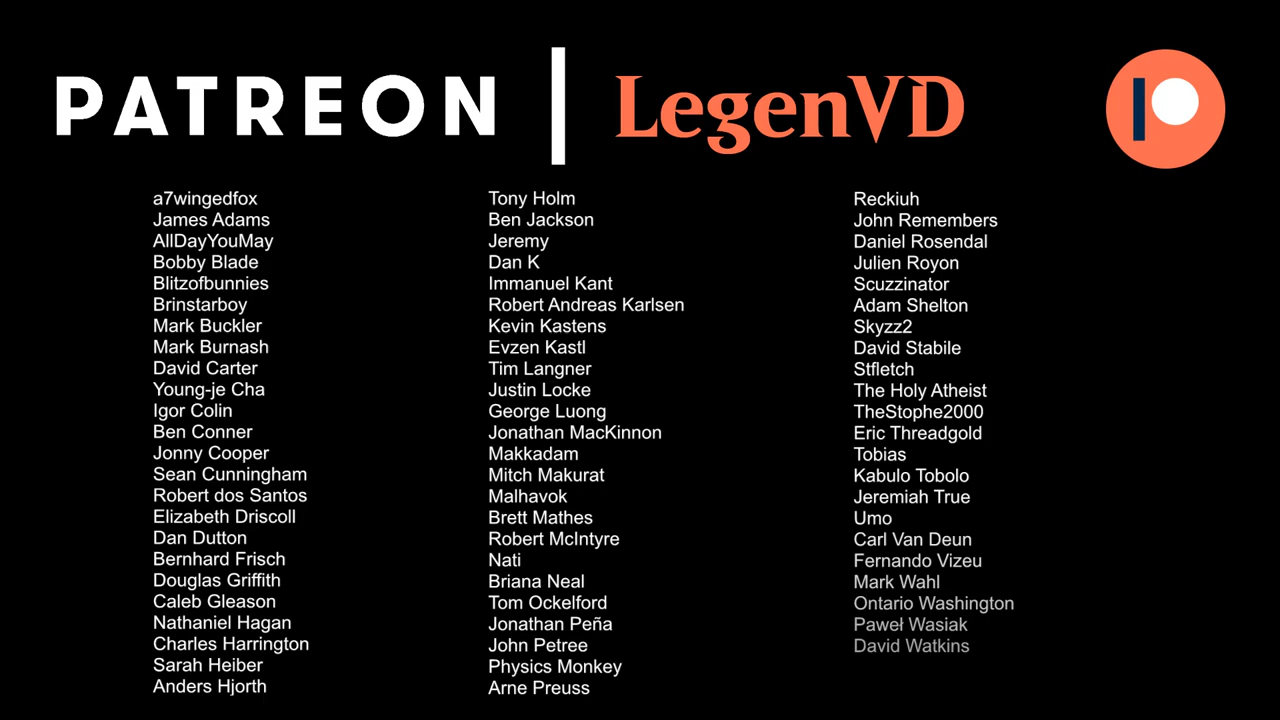 PATREON | LegenVD
a7wingedfox
James Adams
AllDayYouMay
Bobby Blade
Blitzofbunnies
Brinstarboy
Mark Buckler
Mark Burnash
David Carter
Young-je Cha
Igor Colin
Ben Conner
Jonny Cooper
Sean Cunningham
Robert dos Santos
Elizabeth Driscoll
Dan Dutton
Bernhard Frisch
Douglas Griffith
Caleb Gleason
Nathaniel Hagan
Charles Harrington
Sarah Heiber
Anders Hjorth
Tony Holm
Ben Jackson
Jeremy
Dan K
Immanuel Kant
Robert Andreas Karlsen
Kevin Kastens
Evzen Kastl
Tim Langner
Justin Locke
George Luong
Jonathan MacKinnon
Makkadam
Mitch Makurat
Malhavok
Brett Mathes
Robert McIntyre
Nati
Briana Neal
Tom Ockelford
Jonathan Peña
John Petree
Physics Monkey
Arne Preuss
Reckiuh
John Remembers
Daniel Rosendal
Julien Royon
Scuzzinator
Adam Shelton
Skyzz2
David Stabile
Stfletch
The Holy Atheist
TheStophe2000
Eric Threadgold
Tobias
Kabulo Tobolo
Jeremiah True
Umo
Carl Van Deun
Fernando Vizeu
Mark Wahl
Ontario Washington
Paweł Wasiak
David Watkins